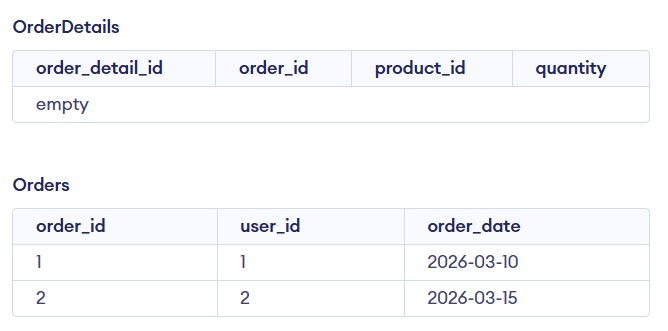 OrderDetails
order_detail_id order_id product_id quantity
empty
Orders
order_id user_id order_date
1 1 2026-03-10
2 2 2026-03-15